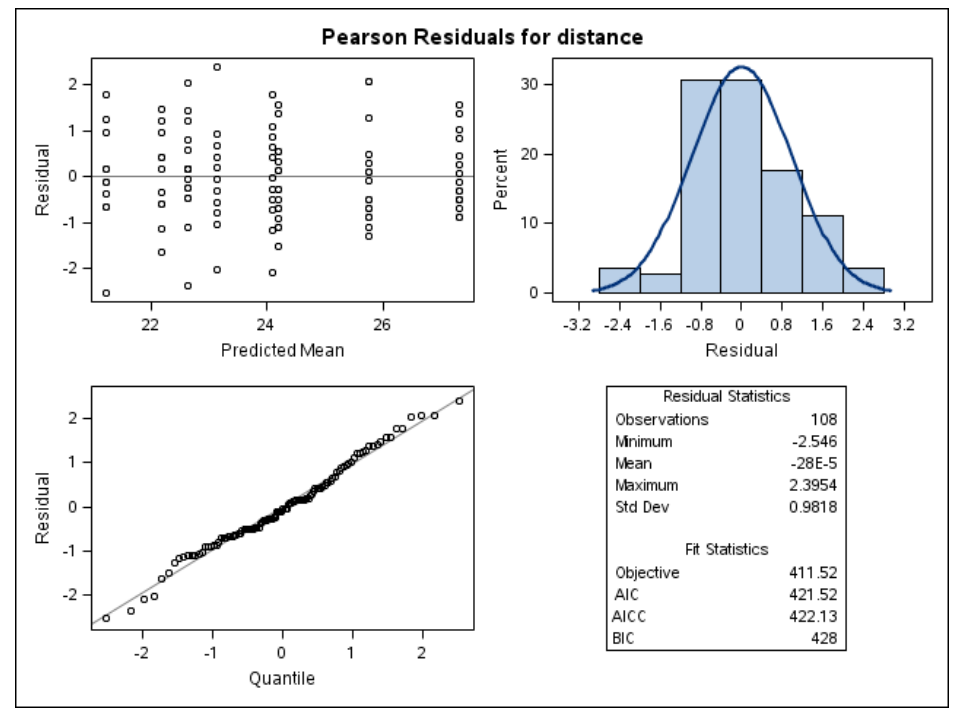 Pearson Residuals for distance
2
1
0
-1
-2
Residual
22 24 26
Predicted Mean
30
20
10
0
Percent
-3.2 -2.4 -1.6 -0.8 0 0.8 1.6 2.4 3.2
Residual
2
1
0
-1
-2
Residual
-2 -1 0 1 2
Quantile
Residual Statistics
Observations 108
Minimum -2.546
Mean -28E-5
Maximum 2.3954
Std Dev 0.9818
Fit Statistics
Objective 411.52
AIC 421.52
AICC 422.13
BIC 428